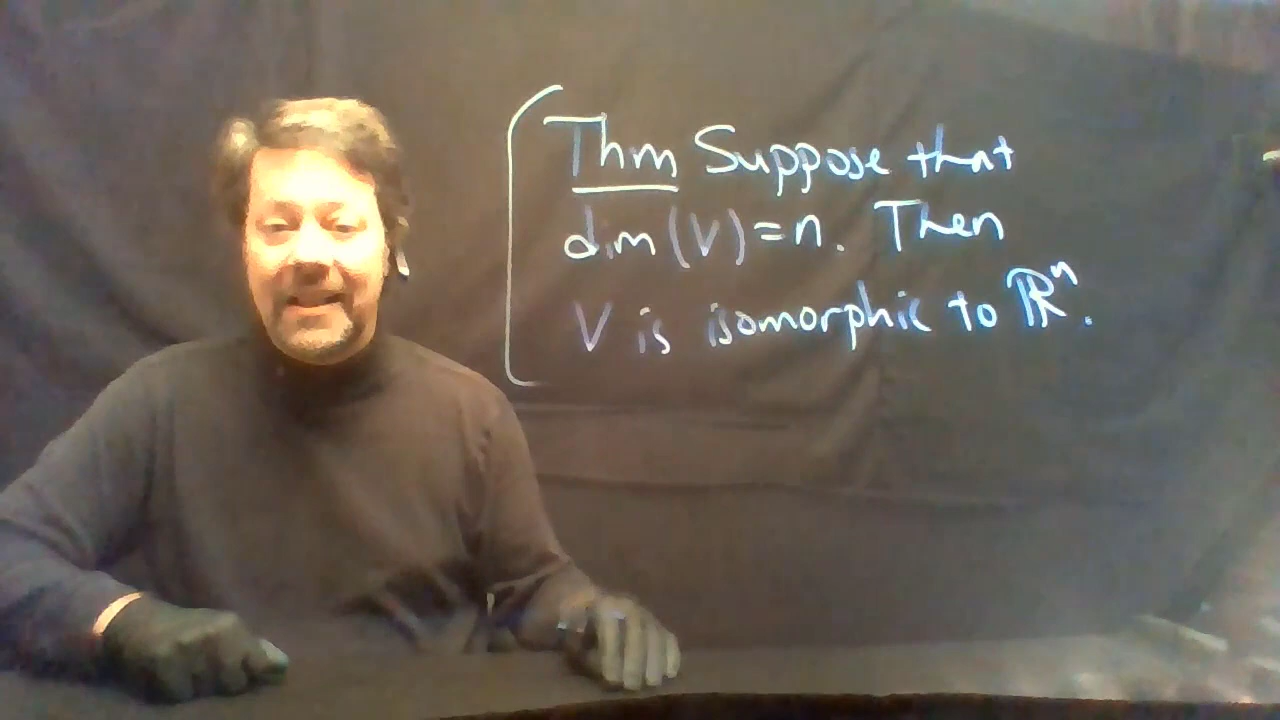 Thm Suppose that
dim (V) = n. Then
V is isomorphic to ℝⁿ.